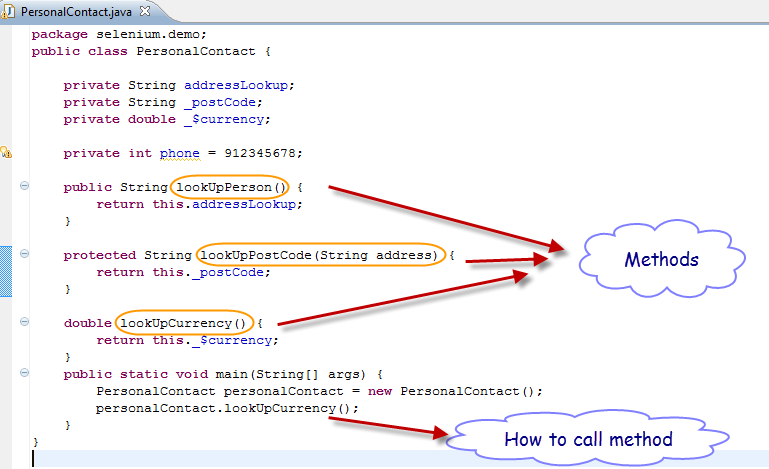 PersonalContact.java
package selenium.demo;
public class PersonalContact {
private String addressLookup;
private String _postCode;
private double _$currency;
private int phone = 912345678;
public String lookUpPerson() {
return this.addressLookup;
}
protected String lookUpPostCode(String address) {
return this._postCode;
}
Methods
double lookUpCurrency() {
return this._$currency;
}
public static void main(String[] args) {
PersonalContact personalContact = new PersonalContact();
personalContact.lookUpCurrency();
}
How to call method
}